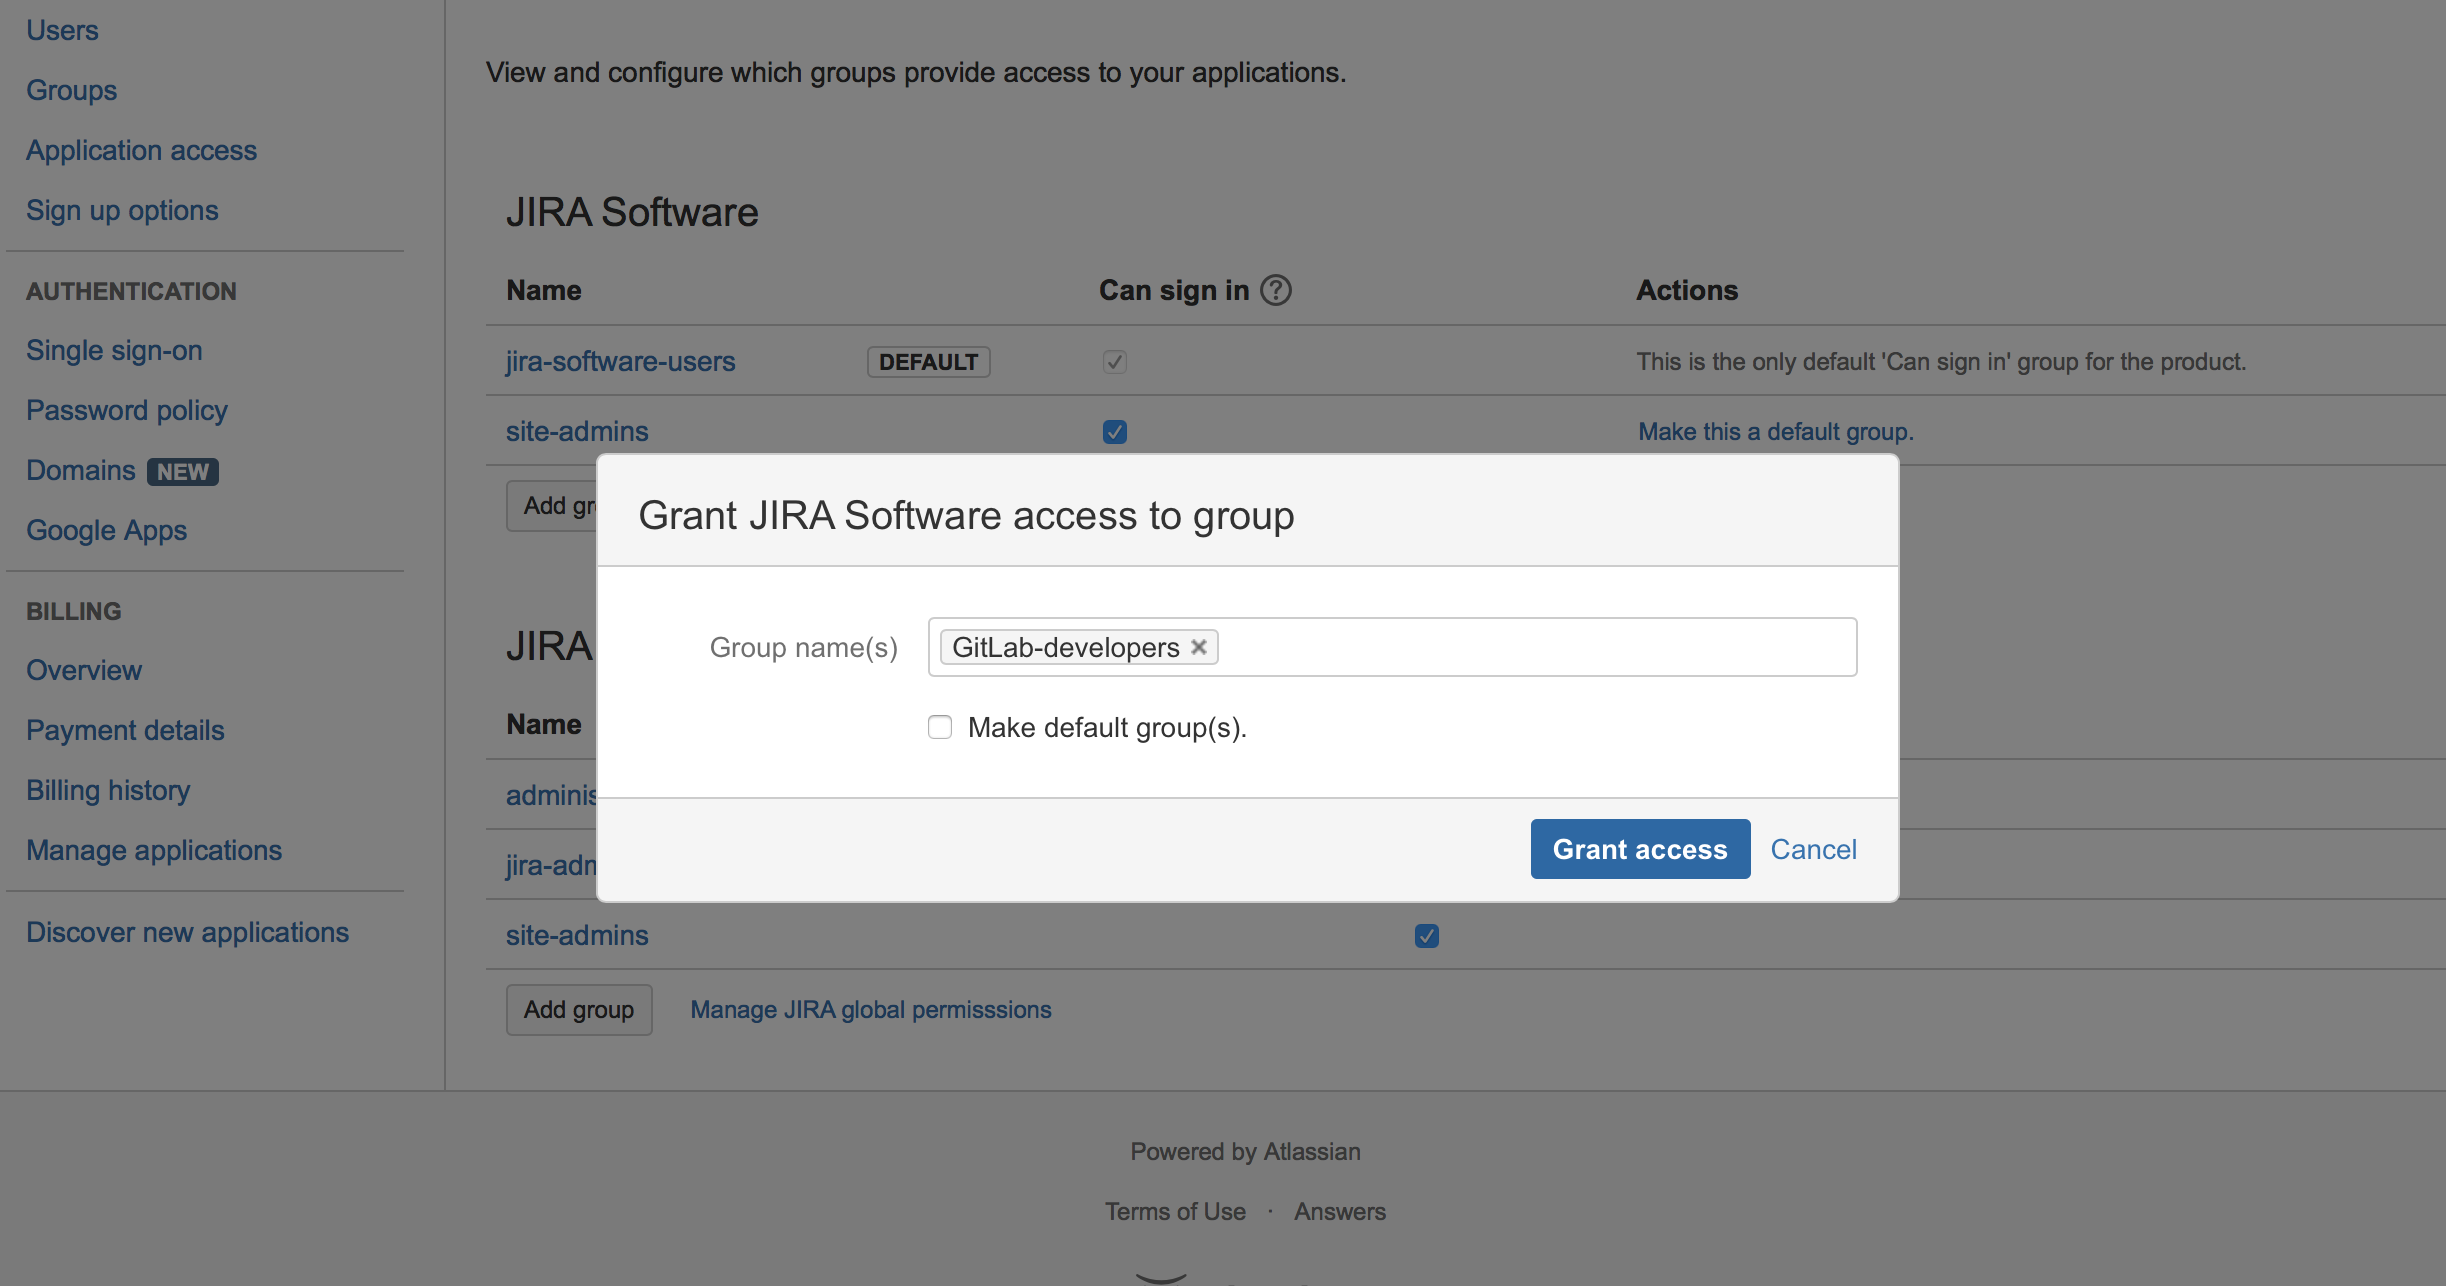 Users
Groups
Application access
Sign up options
AUTHENTICATION
Single sign-on
Password policy
Domains NEW
Google Apps
BILLING
Overview
Payment details
Billing history
Manage applications
Discover new applications
View and configure which groups provide access to your applications.
JIRA Software
Name Can sign in ? Actions
jira-software-users DEFAULT This is the only default 'Can sign in' group for the product.
site-admins Make this a default group.
Add gr
Grant JIRA Software access to group
Group name(s) GitLab-developers
Make default group(s).
Grant access Cancel
JIRA
Name
adminis
jira-adn
site-admins
Add group Manage JIRA global permisssions
Powered by Atlassian
Terms of Use · Answers